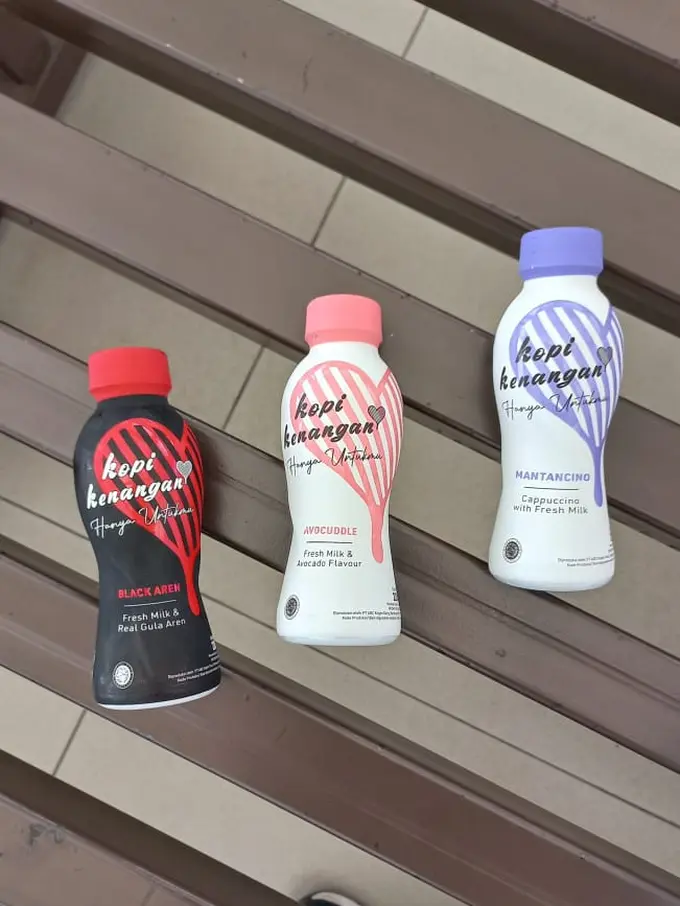 kopi
kenangan
Hanya Untukmu
BLACK AREN
Fresh Milk &
Real Gula Aren
kopi
kenangan
Hanya Untukmu
AVOCUDDLE
Fresh Milk &
Avocado Flavour
kopi
kenangan
Hanya Untukmu
MANTANCINO
Cappuccino
with Fresh Milk